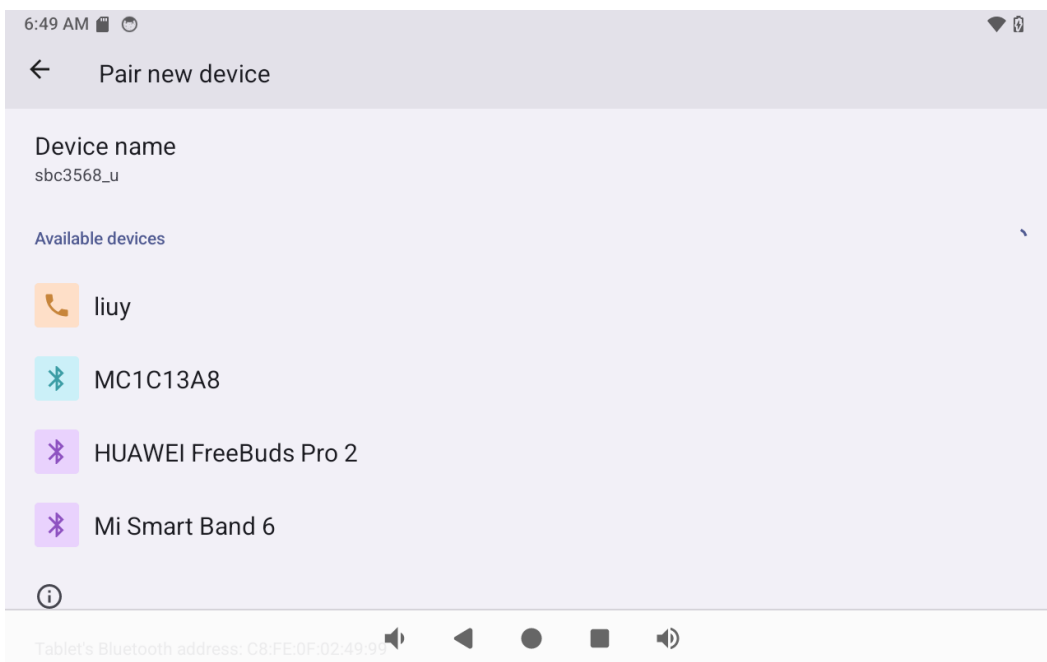 6:49 AM
Pair new device
Device name
sbc3568_u
Available devices
liuy
MC1C13A8
HUAWEI FreeBuds Pro 2
Mi Smart Band 6
Tablet's Bluetooth address: C8:FE:0F:02:49:99